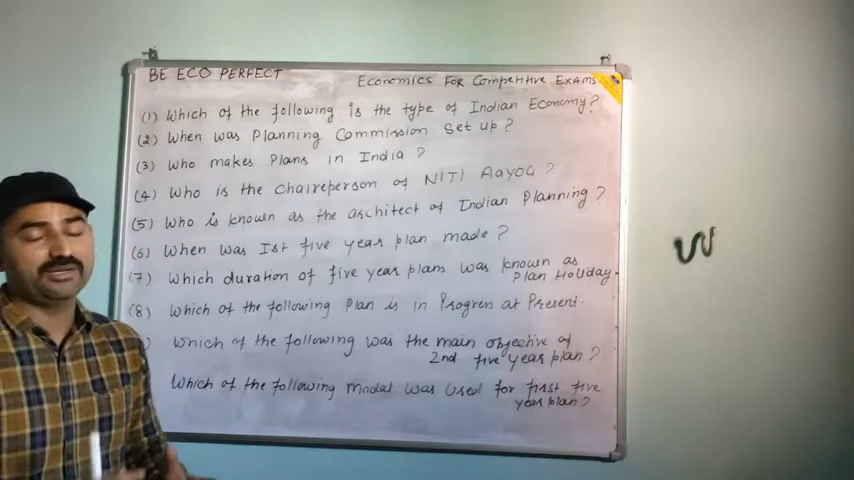 BE ECO PERFECT
Economics For Competitive Exams
(1) Which of the following is the type of Indian Economy?
(2) When was Planning Commission Set up?
(3) Who makes Plans in India?
(4) Who is the Chaireperson of NITI AayoG?
(5) Who is known as the architect of Indian Planning?
(6) When was Ist five year plan made?
(7) Which duration of five year plans was known as
Plan Holiday.
(8) Which of the following Plan is in Progress at Present.
) Which of the following was the main objective of
2nd five year plan?
Which of the following modal was Used for first five
year plan?